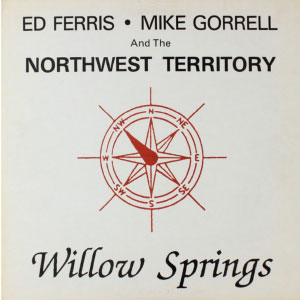 ED FERRIS • MIKE GORRELL
And The
NORTHWEST TERRITORY
N
NW
NE
W
E
SW
SE
S
Willow Springs